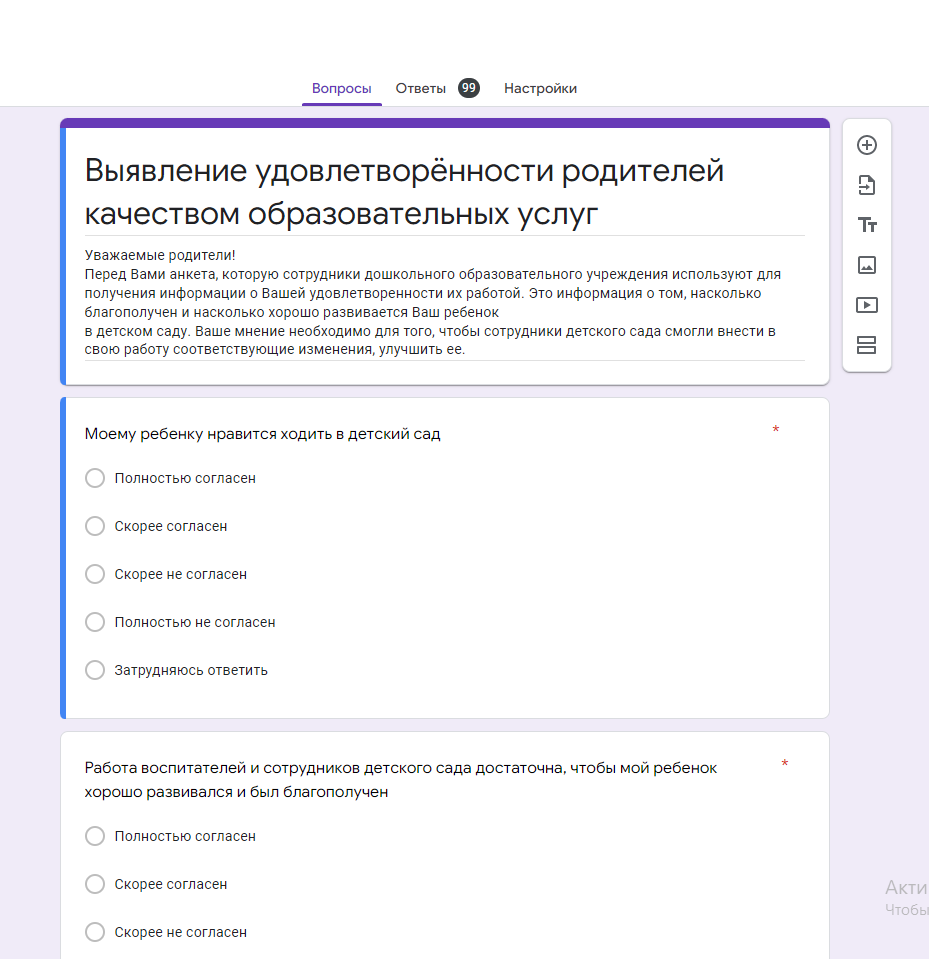 Вопросы Ответы 99 Настройки
Выявление удовлетворённости родителей
качеством образовательных услуг
Уважаемые родители!
Перед Вами анкета, которую сотрудники дошкольного образовательного учреждения используют для
получения информации о Вашей удовлетворенности их работой. Это информация о том, насколько
благополучен и насколько хорошо развивается Ваш ребенок
в детском саду. Ваше мнение необходимо для того, чтобы сотрудники детского сада смогли внести в
свою работу соответствующие изменения, улучшить ее.
Моему ребенку нравится ходить в детский сад *
Полностью согласен
Скорее согласен
Скорее не согласен
Полностью не согласен
Затрудняюсь ответить
Работа воспитателей и сотрудников детского сада достаточна, чтобы мой ребенок *
хорошо развивался и был благополучен
Полностью согласен
Скорее согласен
Акти
Чтобы
Скорее не согласен